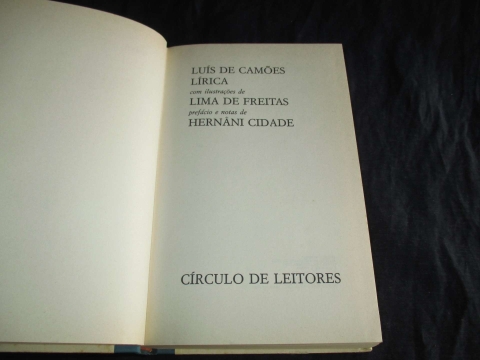 LUÍS DE CAMÕES
LÍRICA
com ilustrações de
LIMA DE FREITAS
prefácio e notas de
HERNÂNI CIDADE
CÍRCULO DE LEITORES